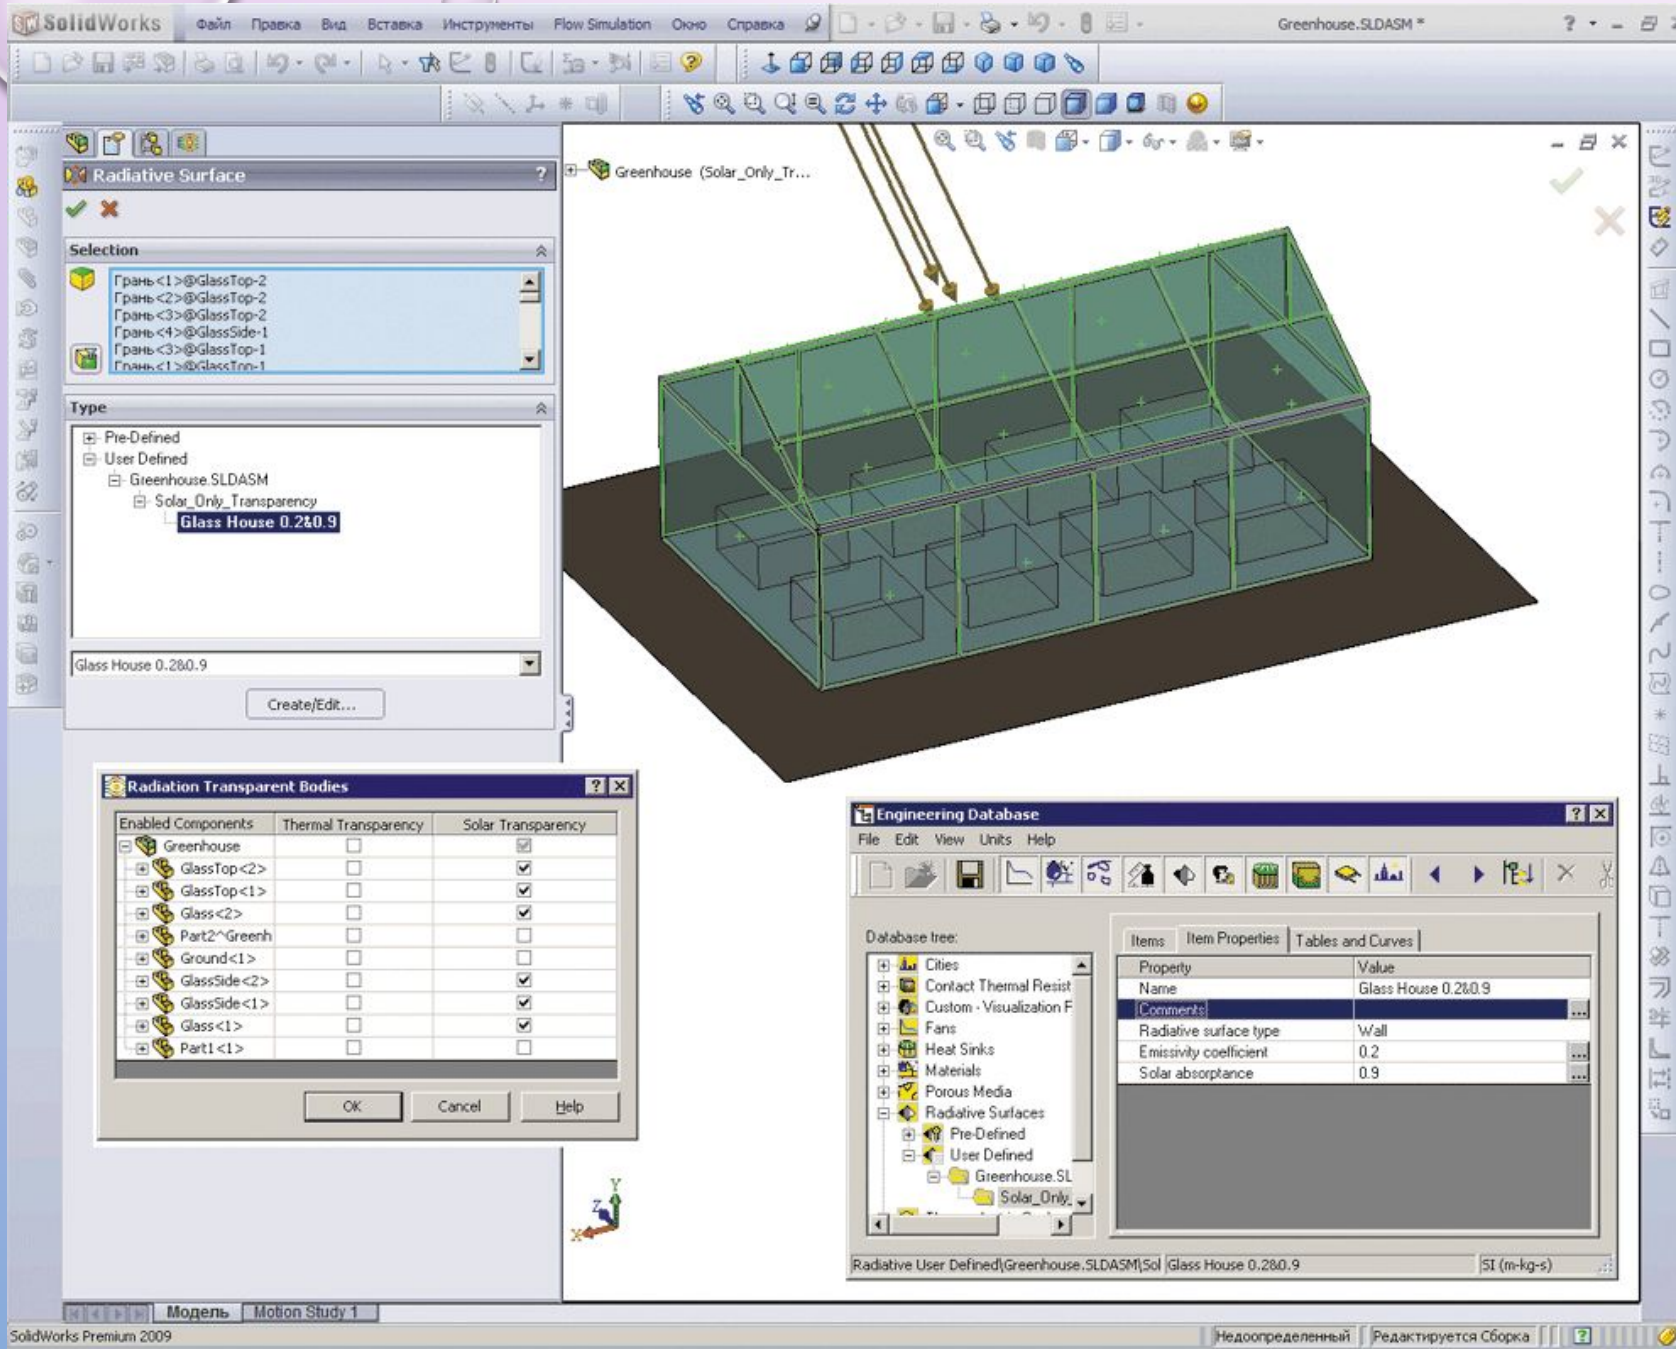 SolidWorks Файл Правка Вид Вставка Инструменты Flow Simulation Окно Справка Greenhouse.SLDASM *
Radiative Surface ?
Greenhouse (Solar_Only_Tr...
Selection
Грань<1>@GlassTop-2
Грань<2>@GlassTop-2
Грань<3>@GlassTop-2
Грань<4>@GlassSide-1
Грань<3>@GlassTop-1
Грань<1>@GlassTop-1
Type
Pre-Defined
User Defined
Greenhouse.SLDASM
Solar_Only_Transparency
Glass House 0.2&0.9
Glass House 0.2&0.9
Create/Edit...
Radiation Transparent Bodies
Enabled Components Thermal Transparency Solar Transparency
Greenhouse
GlassTop<2>
GlassTop<1>
Glass<2>
Part2^Greenh
Ground<1>
GlassSide<2>
GlassSide<1>
Glass<1>
Part1<1>
OK Cancel Help
Engineering Database
File Edit View Units Help
Database tree:
Cities
Contact Thermal Resist
Custom - Visualization F
Fans
Heat Sinks
Materials
Porous Media
Radiative Surfaces
Pre-Defined
User Defined
Greenhouse.SL
Solar_Only_
Items Item Properties Tables and Curves
Property Value
Name Glass House 0.2&0.9
Comments
Radiative surface type Wall
Emissivity coefficient 0.2
Solar absorptance 0.9
Radiative User Defined\Greenhouse.SLDASM\Sol Glass House 0.2&0.9 SI (m-kg-s)
Y
Z
X
Модель Motion Study 1
SolidWorks Premium 2009 Недоопределенный Редактируется Сборка